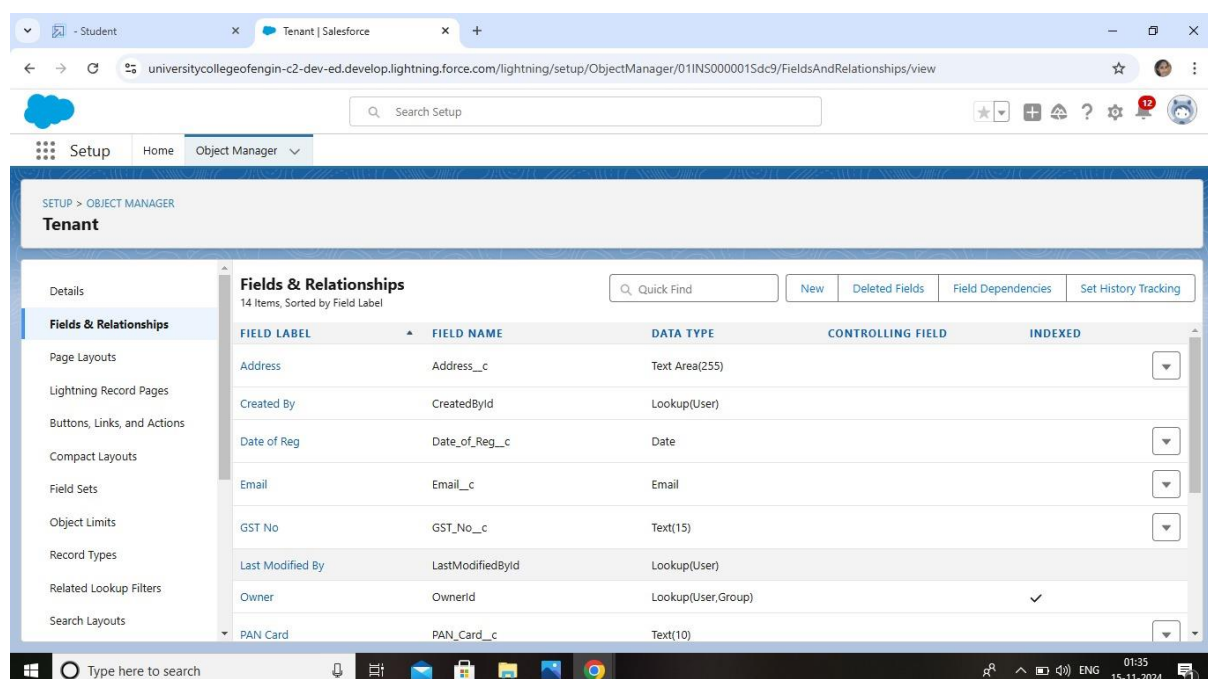 - Student
Tenant | Salesforce
universitycollegeofengin-c2-dev-ed.develop.lightning.force.com/lightning/setup/ObjectManager/01INS000001Sdc9/FieldsAndRelationships/view
Search Setup
12
Setup Home Object Manager
SETUP > OBJECT MANAGER
Tenant
Details
Fields & Relationships
Page Layouts
Lightning Record Pages
Buttons, Links, and Actions
Compact Layouts
Field Sets
Object Limits
Record Types
Related Lookup Filters
Search Layouts
Fields & Relationships
14 Items, Sorted by Field Label
Quick Find New Deleted Fields Field Dependencies Set History Tracking
FIELD LABEL FIELD NAME DATA TYPE CONTROLLING FIELD INDEXED
Address Address__c Text Area(255)
Created By CreatedById Lookup(User)
Date of Reg Date_of_Reg__c Date
Email Email__c Email
GST No GST_No__c Text(15)
Last Modified By LastModifiedById Lookup(User)
Owner OwnerId Lookup(User,Group)
PAN Card PAN_Card__c Text(10)
Type here to search
ENG 01:35
15-11-2024